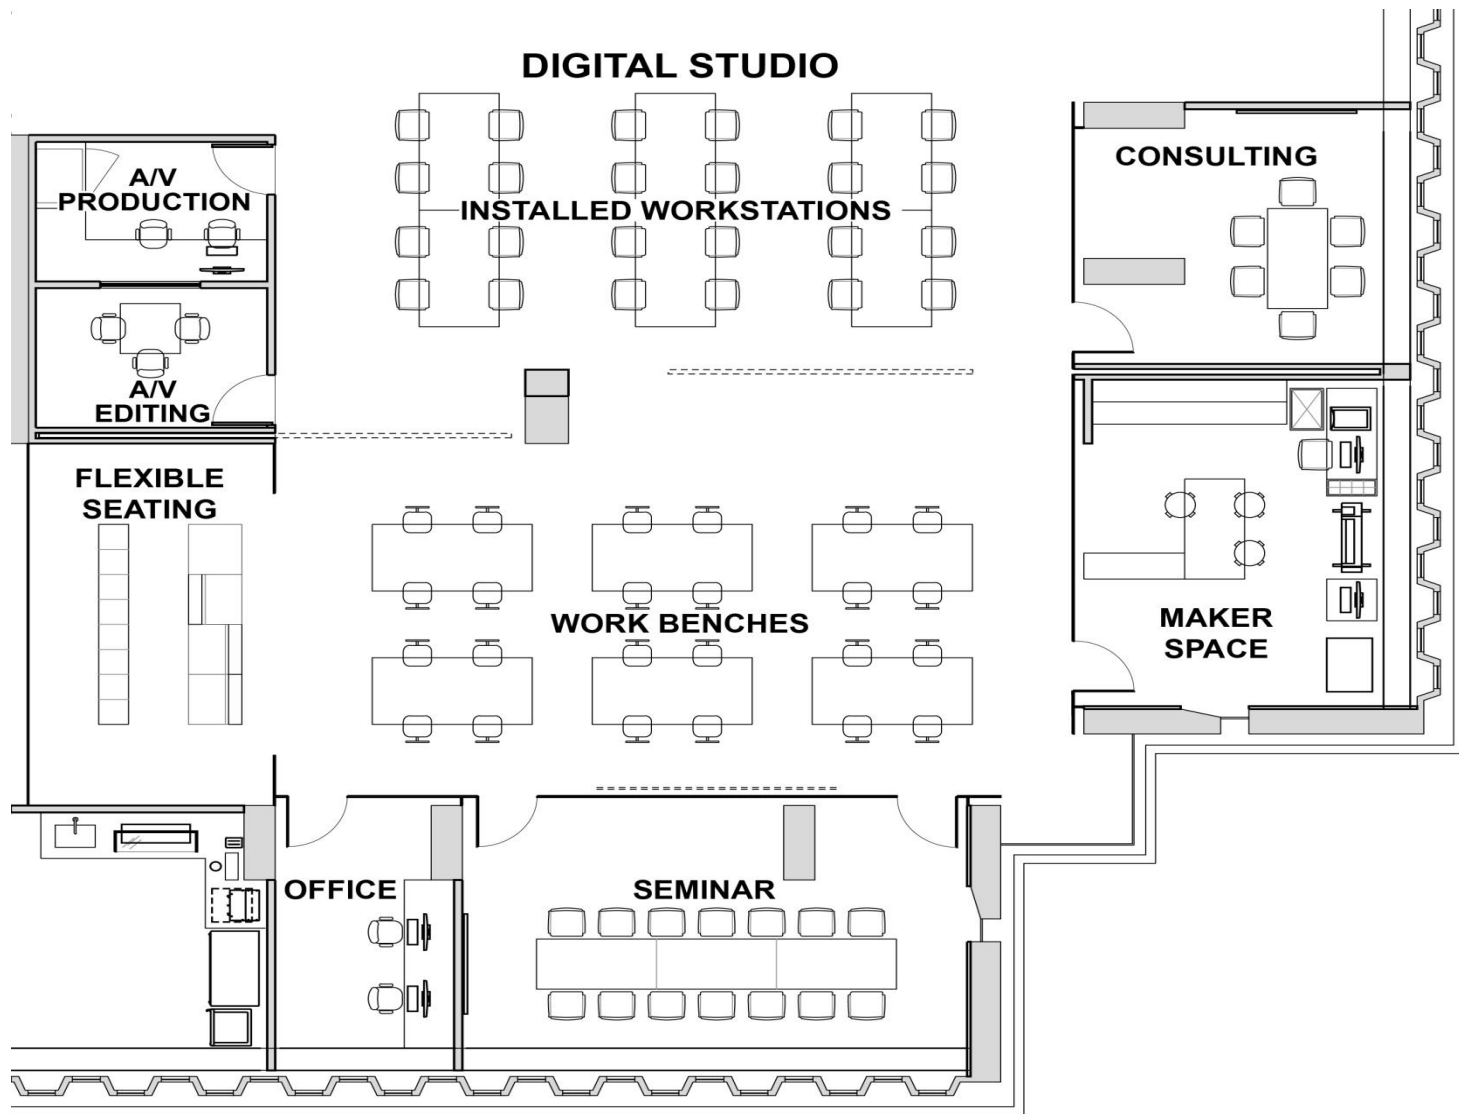 DIGITAL STUDIO
CONSULTING
A/V
PRODUCTION
INSTALLED WORKSTATIONS
A/V
EDITING
FLEXIBLE
SEATING
WORK BENCHES
MAKER
SPACE
OFFICE
SEMINAR